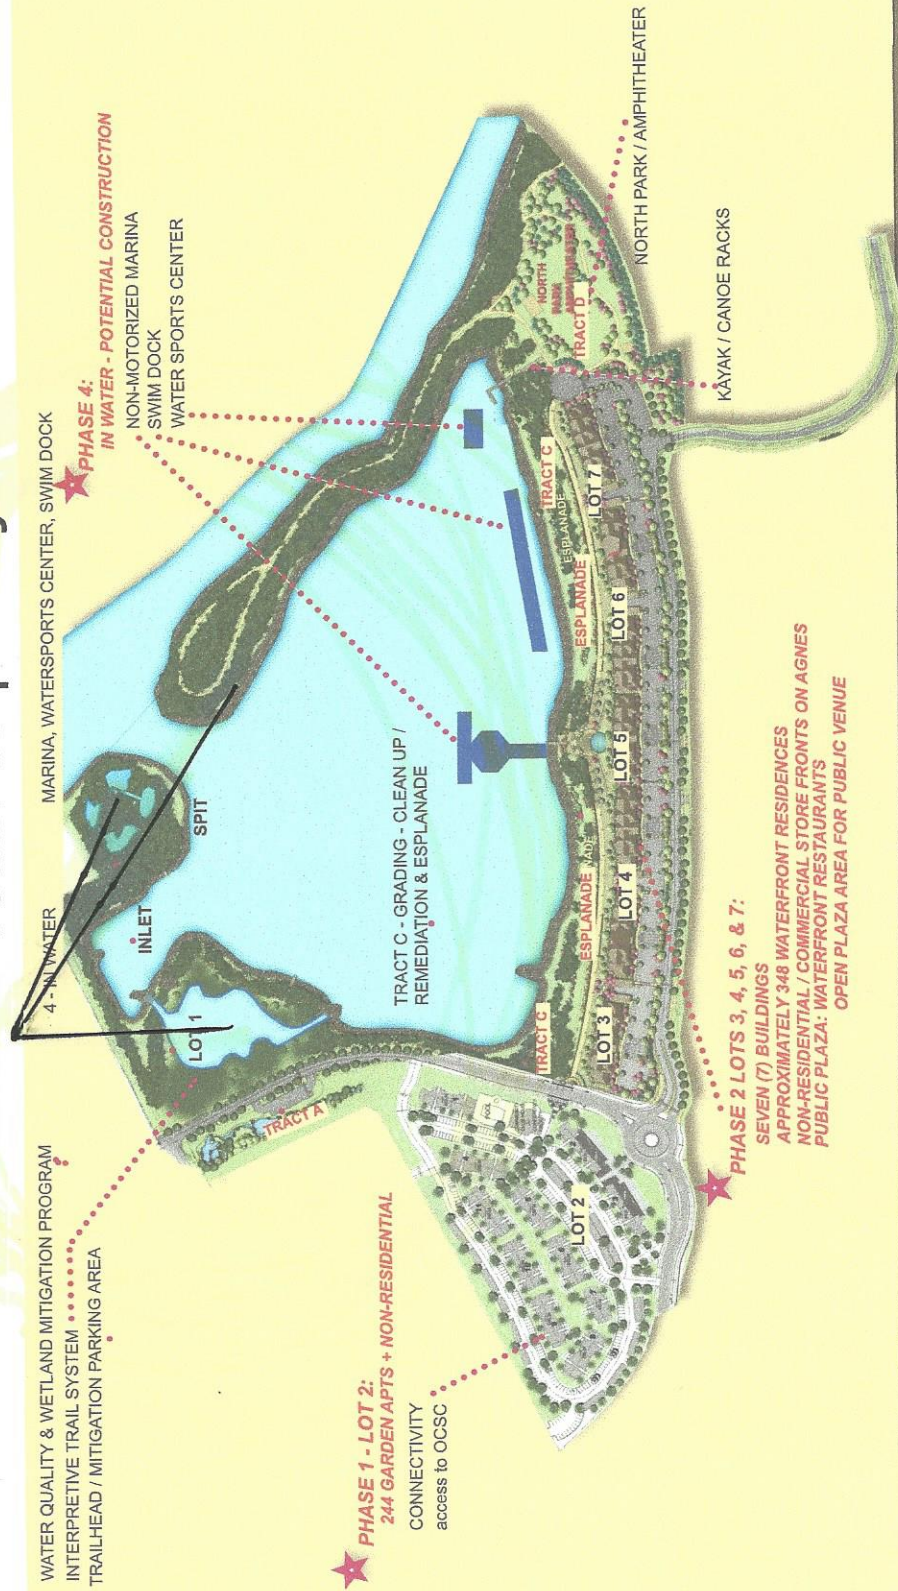 WATER QUALITY & WETLAND MITIGATION PROGRAM
INTERPRETIVE TRAIL SYSTEM
TRAILHEAD / MITIGATION PARKING AREA
4 - IN WATER
MARINA, WATERSPORTS CENTER, SWIM DOCK
PHASE 4:
IN WATER - POTENTIAL CONSTRUCTION
NON-MOTORIZED MARINA
SWIM DOCK
WATER SPORTS CENTER
INLET
SPIT
LOT 1
TRACT A
TRACT C - GRADING - CLEAN UP /
REMEDIATION & ESPLANADE
PHASE 1 - LOT 2:
244 GARDEN APTS + NON-RESIDENTIAL
CONNECTIVITY
access to OCSC
LOT 2
TRACT C
ESPLANADE
ESPLANADE
ESPLANADE
TRACT C
LOT 3
LOT 4
LOT 5
LOT 6
LOT 7
NORTH
PARK
TRACT D
NORTH PARK / AMPHITHEATER
KAYAK / CANOE RACKS
PHASE 2 LOTS 3, 4, 5, 6, & 7:
SEVEN (7) BUILDINGS
APPROXIMATELY 348 WATERFRONT RESIDENCES
NON-RESIDENTIAL / COMMERCIAL STORE FRONTS ON AGNES
PUBLIC PLAZA: WATERFRONT RESTAURANTS
OPEN PLAZA AREA FOR PUBLIC VENUE